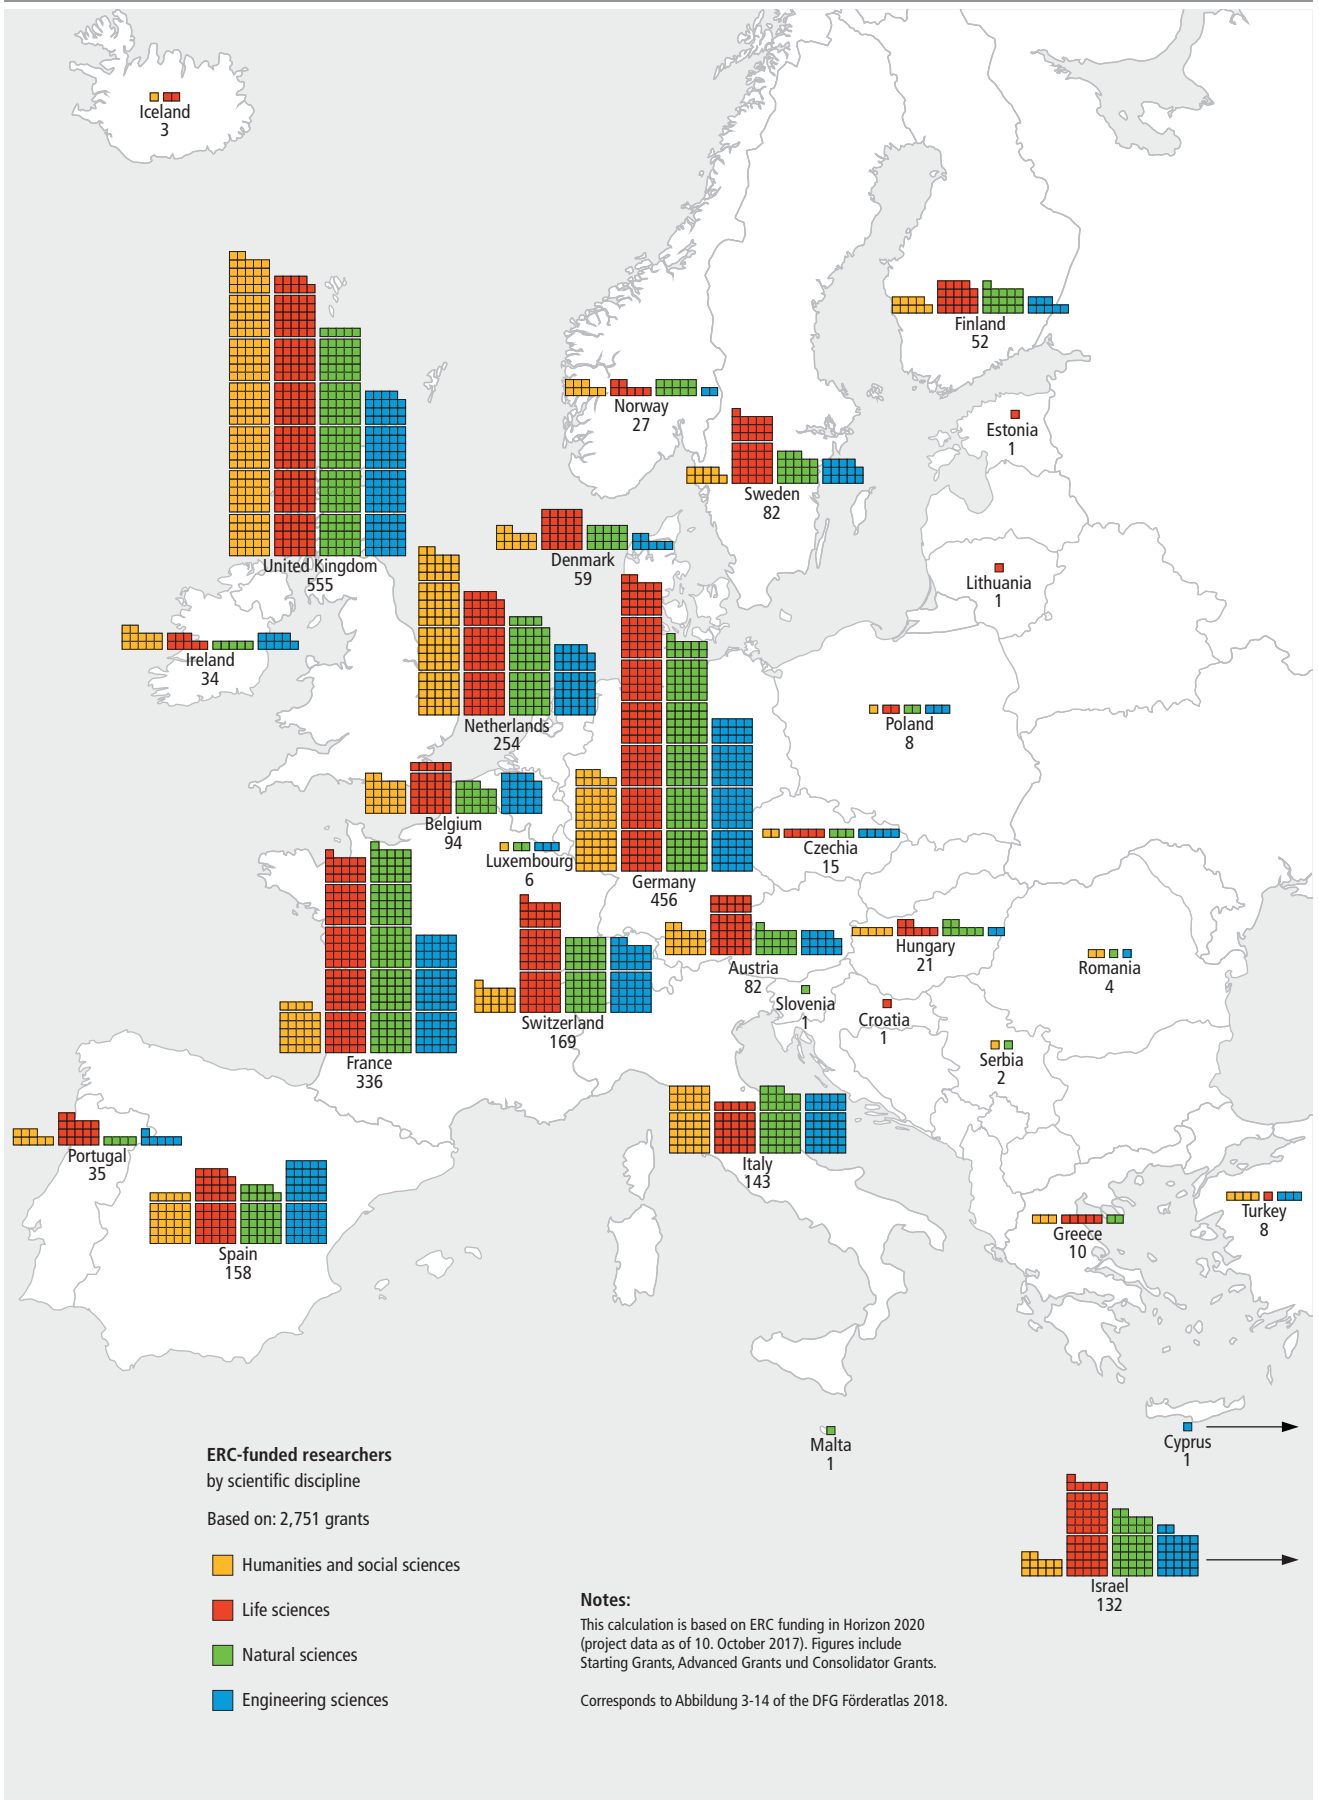 Iceland
3
Finland
52
Norway
27
Estonia
1
Sweden
82
Denmark
59
United Kingdom
555
Lithuania
1
Ireland
34
Netherlands
254
Poland
8
Belgium
94
Luxembourg
6
Czechia
15
Germany
456
Hungary
21
Austria
82
Romania
4
Slovenia
1
Croatia
1
Switzerland
169
Serbia
2
France
336
Portugal
35
Italy
143
Spain
158
Turkey
8
Greece
10
Malta
1
Cyprus
1
Israel
132
ERC-funded researchers
by scientific discipline
Based on: 2,751 grants
Humanities and social sciences
Life sciences
Natural sciences
Engineering sciences
Notes:
This calculation is based on ERC funding in Horizon 2020
(project data as of 10. October 2017). Figures include
Starting Grants, Advanced Grants und Consolidator Grants.
Corresponds to Abbildung 3-14 of the DFG Förderatlas 2018.